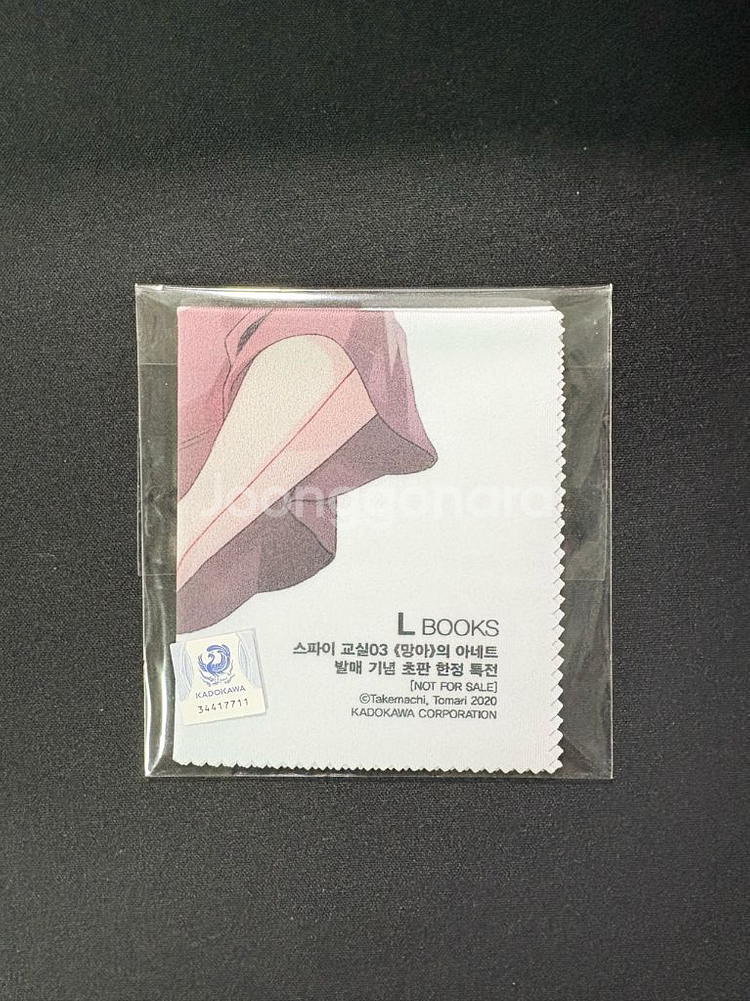 Joonggonara
L BOOKS
스파이 교실03 《망아》의 아네트
발매 기념 초판 한정 특전
[NOT FOR SALE]
©Takemachi, Tomari 2020
KADOKAWA CORPORATION
KADOKAWA
34417711